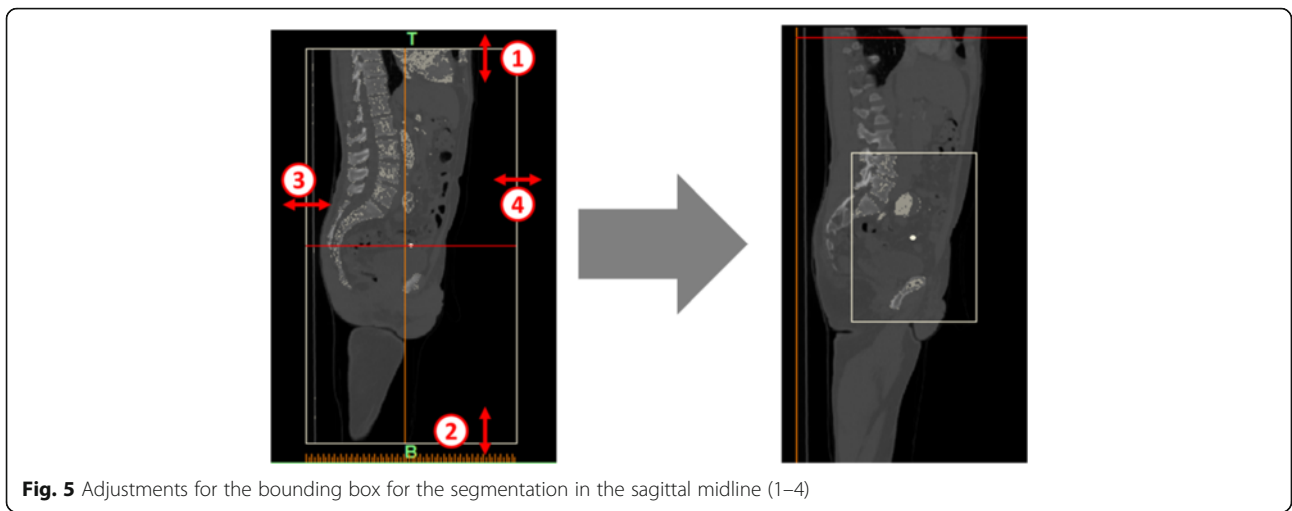 T
1
3
4
2
B
Fig. 5 Adjustments for the bounding box for the segmentation in the sagittal midline (1–4)